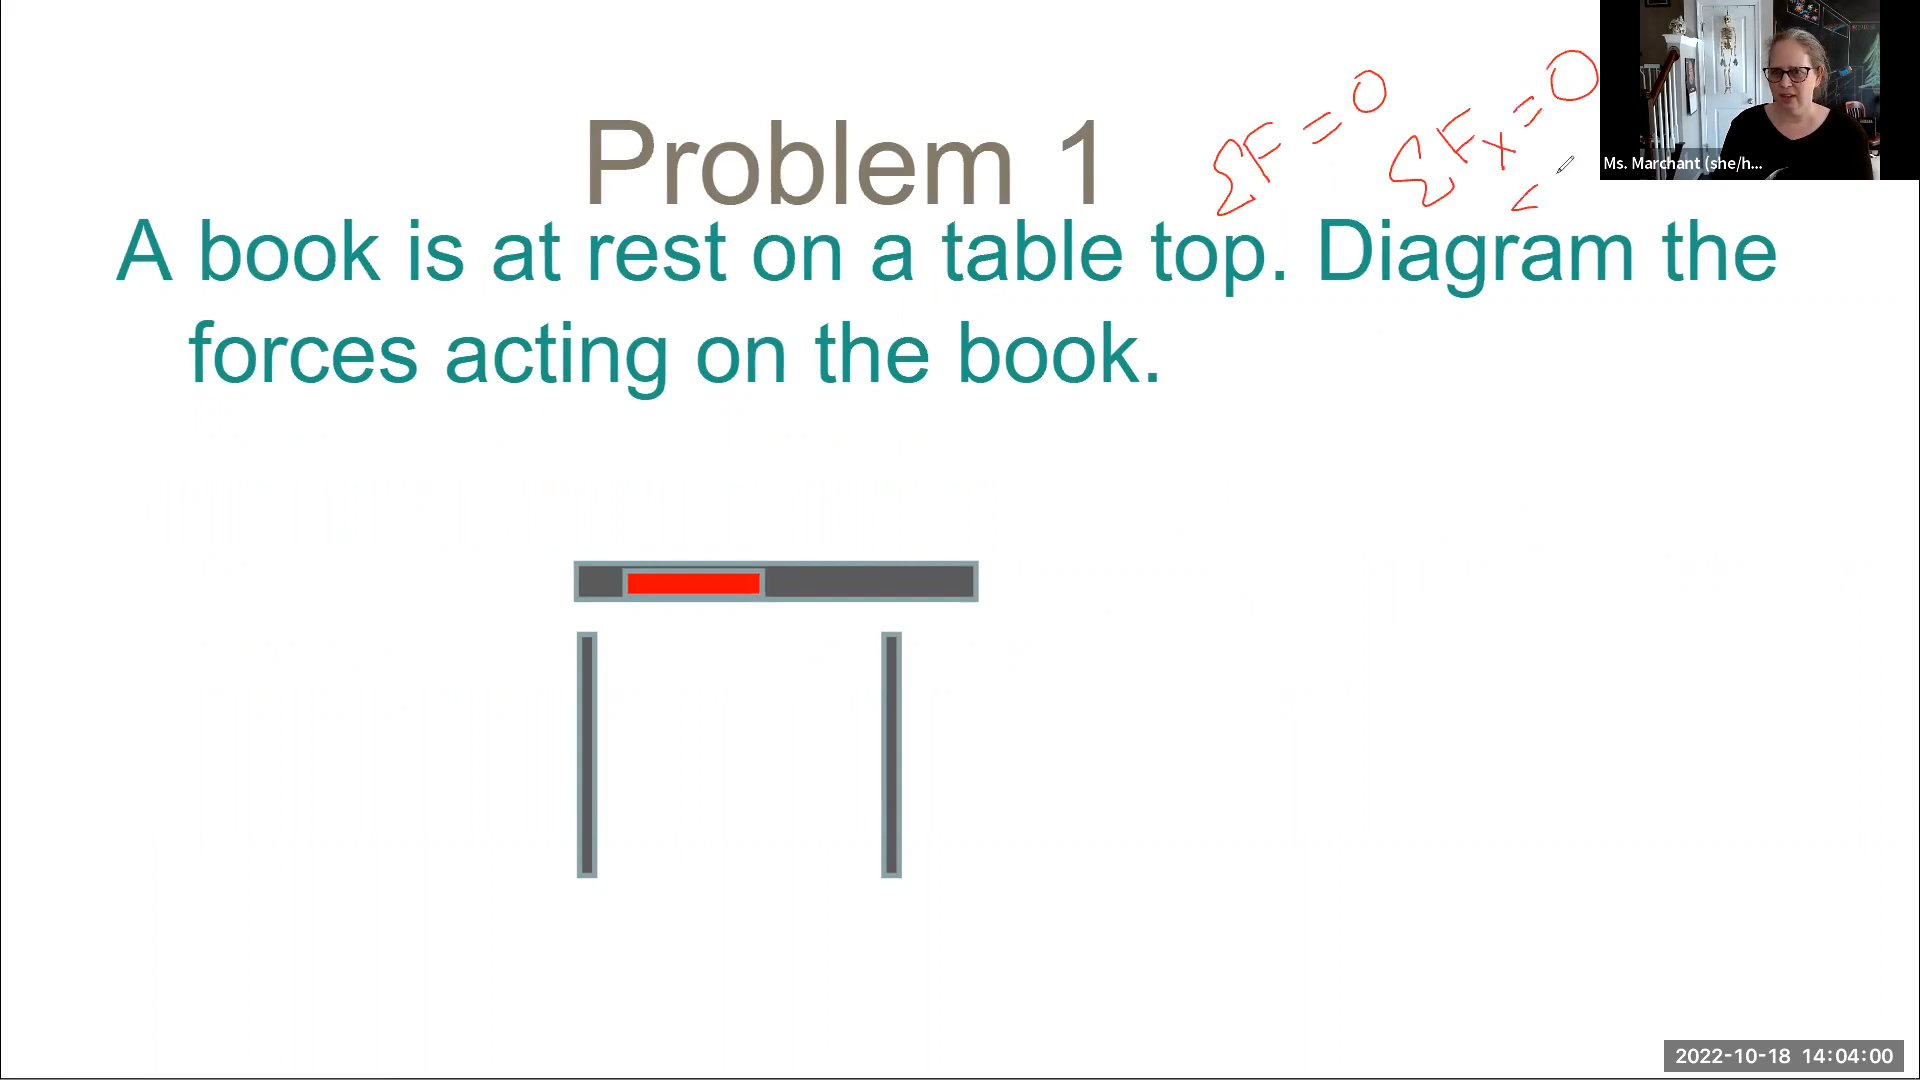 ΣF = 0
ΣFx = 0
Ms. Marchant (she/h...
Problem 1
A book is at rest on a table top. Diagram the
forces acting on the book.
2022-10-18 14:04:00